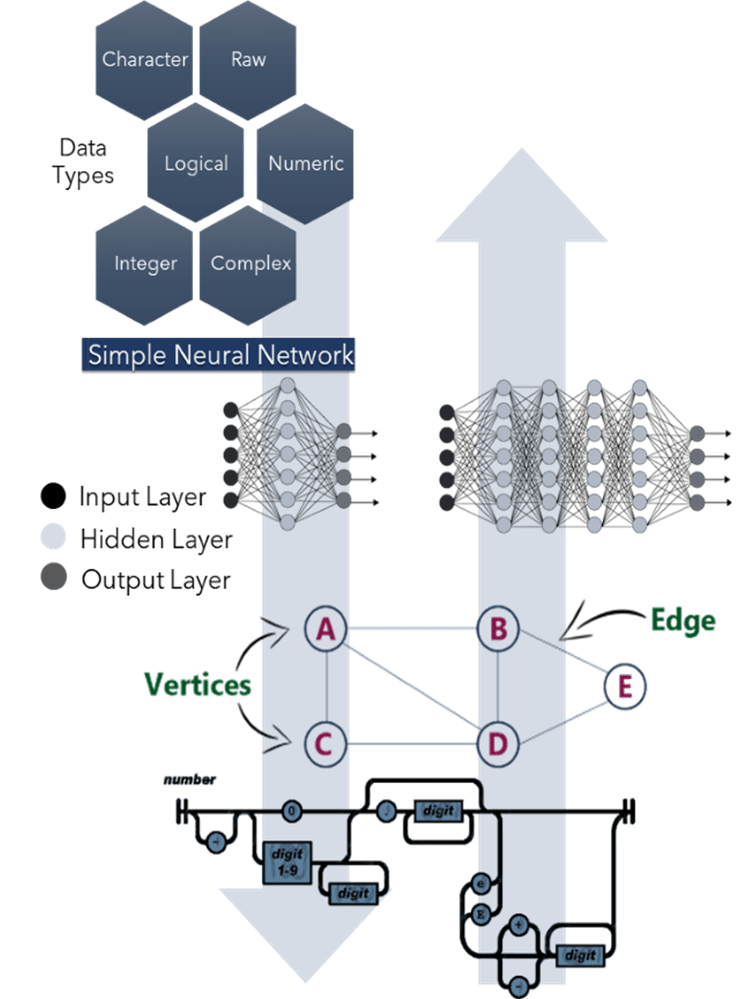 Character
Raw
Data
Types
Logical
Numeric
Integer
Complex
Simple Neural Network
Input Layer
Hidden Layer
Output Layer
A
B
Edge
Vertices
E
C
D
number
0
digit
digit
1-9
digit
e
E
+
digit